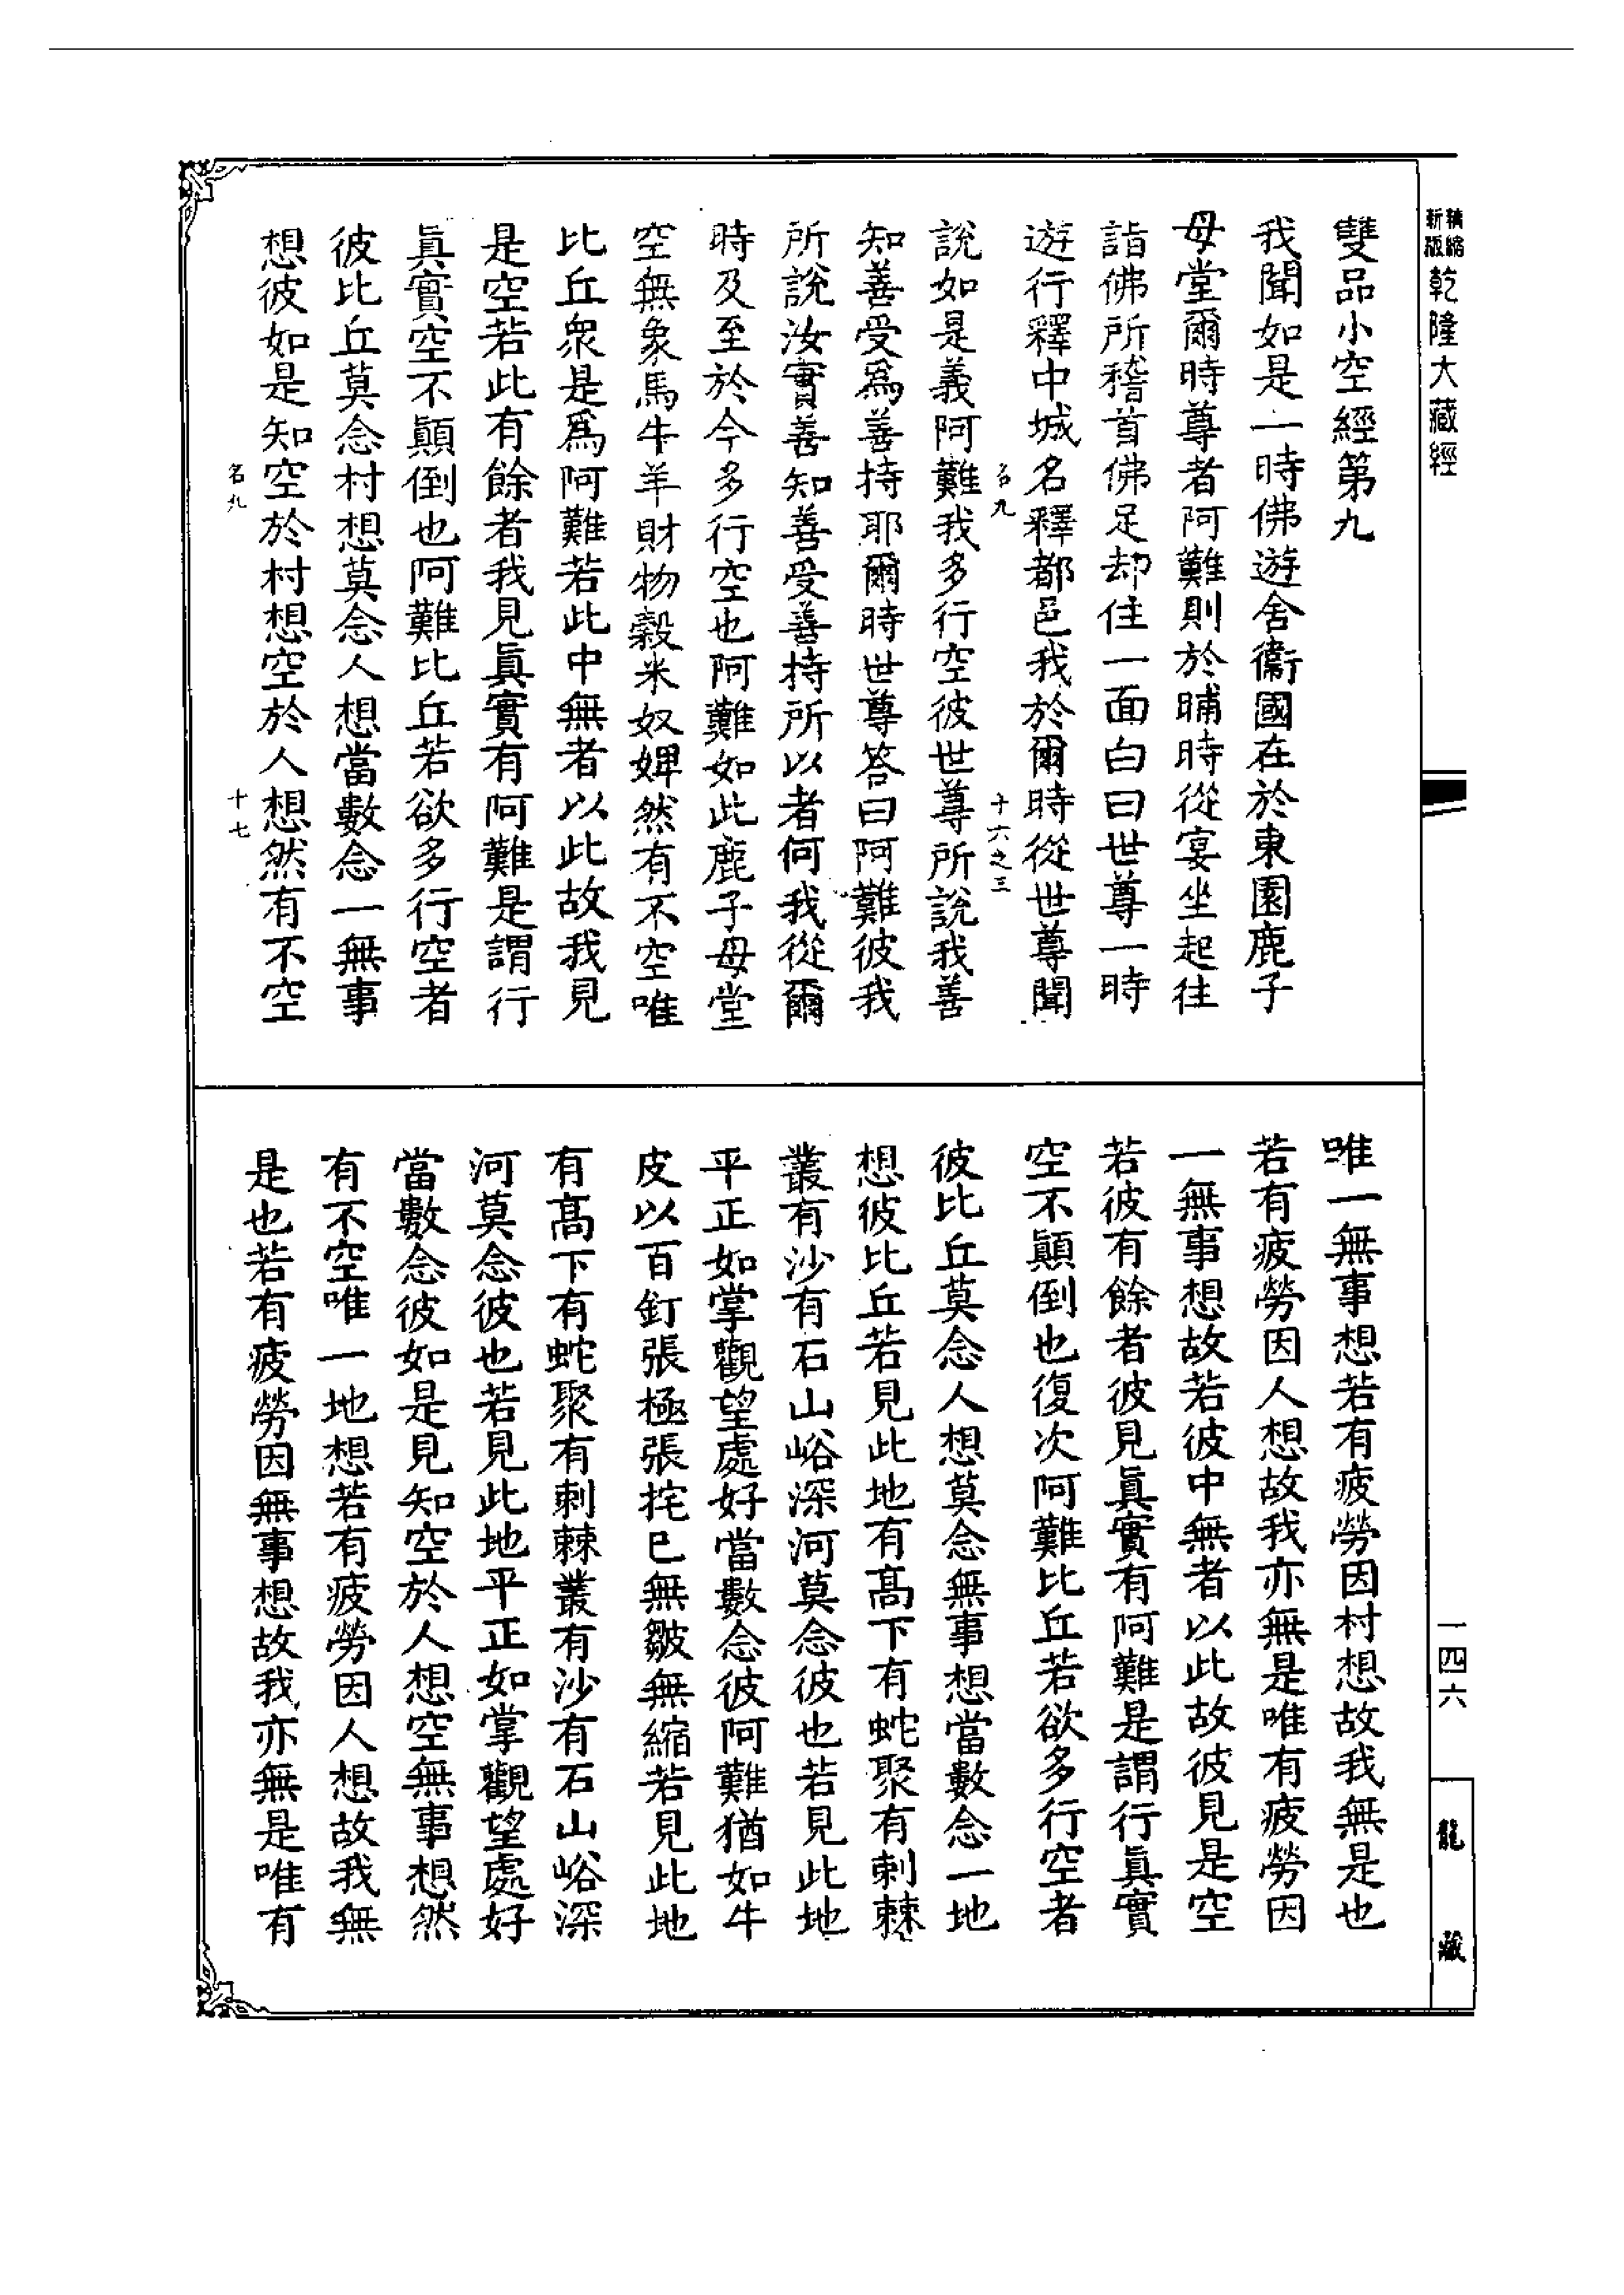 新版
精縮
乾隆大藏經
雙品小空經第九
我聞如是一時佛遊舍衛國在於東園鹿子
母堂爾時尊者阿難則於晡時從宴坐起往
詣佛所稽首佛足却住一面白曰世尊一時
遊行釋中城名釋都邑我於爾時從世尊聞
名九
十六之三
說如是義阿難我多行空彼世尊所說我善
知善受爲善持耶爾時世尊答曰阿難彼我
所說汝實善知善受善持所以者何我從爾
時及至於今多行空也阿難如此鹿子母堂
空無象馬牛羊財物穀米奴婢然有不空唯
比丘衆是爲阿難若此中無者以此故我見
是空若此有餘者我見眞實有阿難是謂行
眞實空不顚倒也阿難比丘若欲多行空者
彼比丘莫念村想莫念人想當數念一無事
想彼如是知空於村想空於人想然有不空
名九
十七
唯一無事想若有疲勞因村想故我無是也
若有疲勞因人想故我亦無是唯有疲勞因
一無事想故若彼中無者以此故彼見是空
若彼有餘者彼見眞實有阿難是謂行眞實
空不顚倒也復次阿難比丘若欲多行空者
彼比丘莫念人想莫念無事想當數念一地
想彼比丘若見此地有髙下有蛇聚有刺棘
叢有沙有石山峪深河莫念彼也若見此地
平正如掌觀望處好當數念彼阿難猶如牛
皮以百釘張極張挓已無皺無縮若見此地
有髙下有蛇聚有刺棘叢有沙有石山峪深
河莫念彼也若見此地平正如掌觀望處好
當數念彼如是見知空於人想空無事想然
有不空唯一地想若有疲勞因人想故我無
是也若有疲勞因無事想故我亦無是唯有
一四六
龍藏